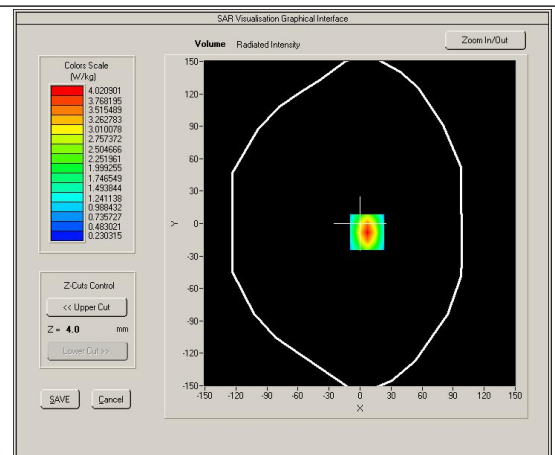 SAR Visualisation Graphical Interface
Volume Radiated Intensity
Zoom In/Out
Colors Scale
(W/kg)
4.020901
3.768195
3.515489
3.262783
3.010078
2.757372
2.504666
2.251961
1.999255
1.746549
1.493844
1.241138
0.988432
0.735727
0.483021
0.230315
Z-Cuts Control
<< Upper Cut
Z = 4.0 mm
Lower Cut >>
SAVE Cancel
150
120
90
60
30
0
-30
-60
-90
-120
-150
Y
-150 -120 -90 -60 -30 0 30 60 90 120 150
X